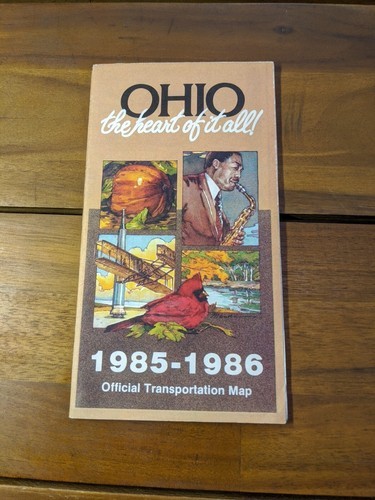 OHIO
the heart of it all!
1985-1986
Official Transportation Map